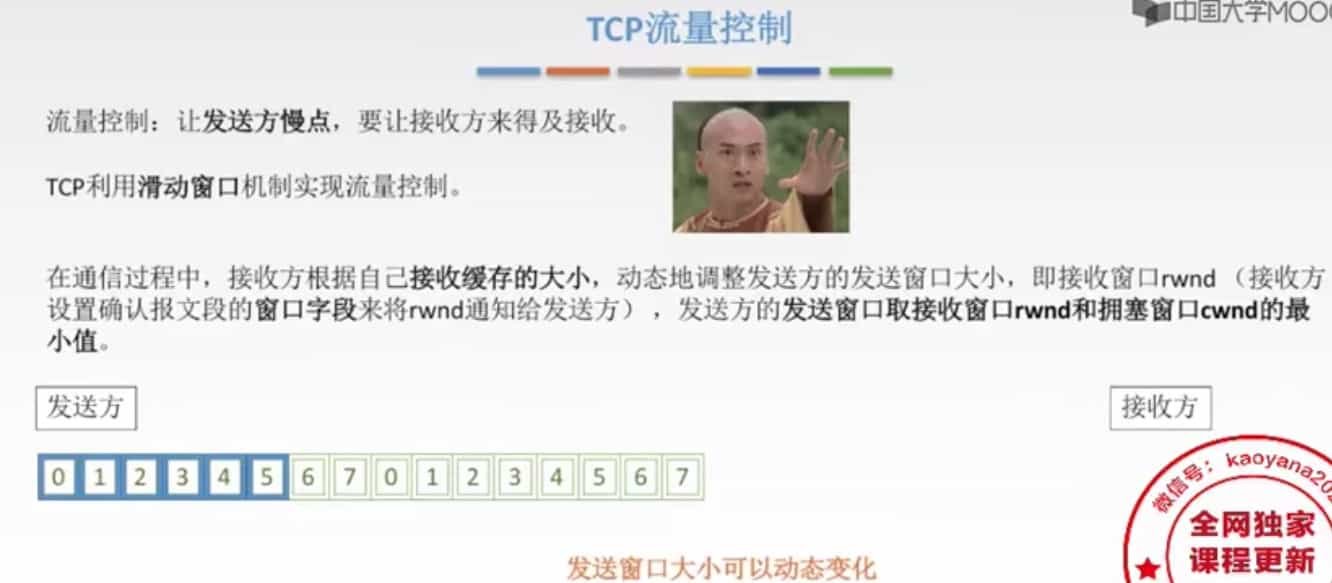 中国大学MOOC
TCP流量控制
流量控制：让发送方慢点，要让接收方来得及接收。
TCP利用滑动窗口机制实现流量控制。
在通信过程中，接收方根据自己接收缓存的大小，动态地调整发送方的发送窗口大小，即接收窗口rwnd（接收方
设置确认报文段的窗口字段来将rwnd通知给发送方），发送方的发送窗口取接收窗口rwnd和拥塞窗口cwnd的最
小值。
发送方
接收方
0 1 2 3 4 5 6 7 0 1 2 3 4 5 6 7
微信号：kaoyana20
全网独家
课程更新
发送窗口大小可以动态变化